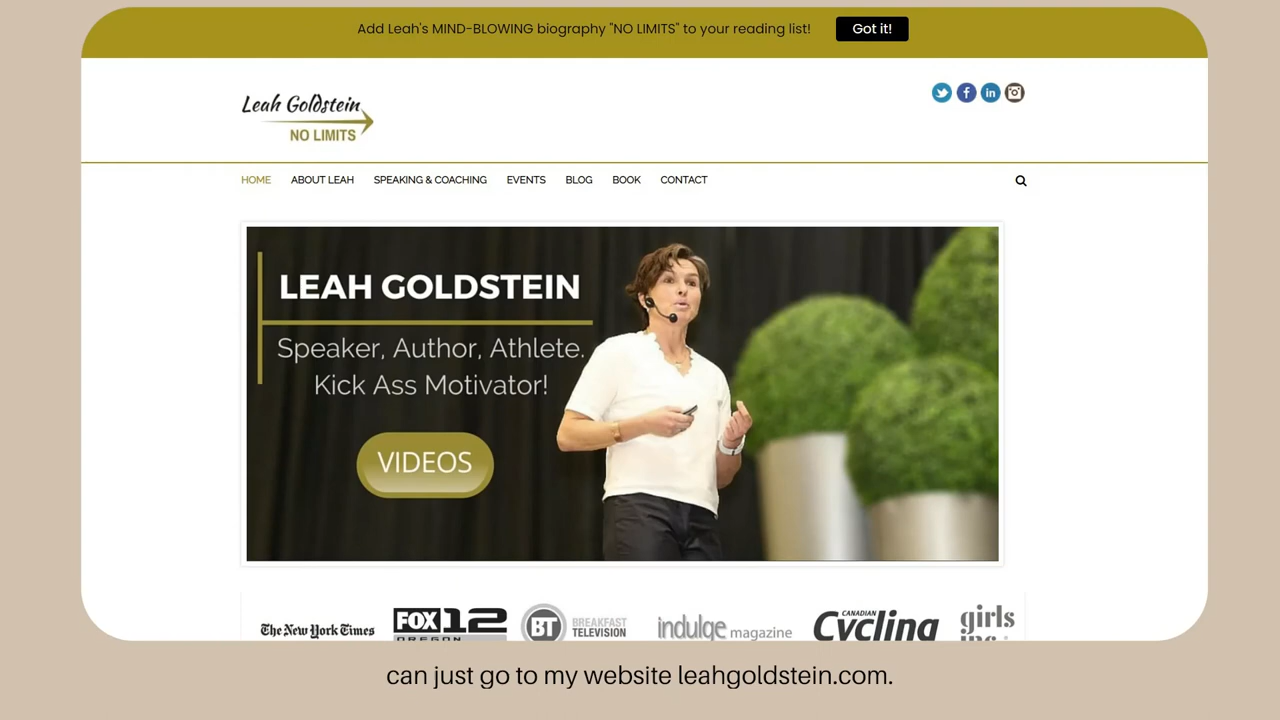 Add Leah's MIND-BLOWING biography "NO LIMITS" to your reading list! Got it!
Leah Goldstein
NO LIMITS
HOME ABOUT LEAH SPEAKING & COACHING EVENTS BLOG BOOK CONTACT
LEAH GOLDSTEIN
Speaker, Author, Athlete.
Kick Ass Motivator!
VIDEOS
The New York Times
FOX 12
OREGON
BT BREAKFAST
TELEVISION
indulge magazine
CANADIAN
Cycling
girls
inc.
can just go to my website leahgoldstein.com.